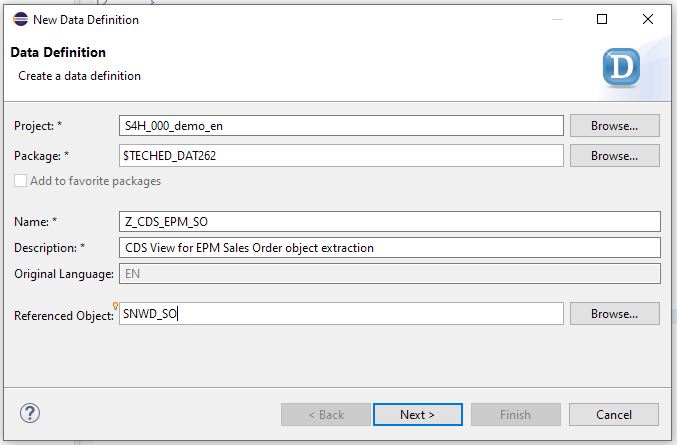 New Data Definition
Data Definition
Create a data definition
D
Project: * S4H_000_demo_en Browse...
Package: * $TECHED_DAT262 Browse...
Add to favorite packages
Name: * Z_CDS_EPM_SO
Description: * CDS View for EPM Sales Order object extraction
Original Language: EN
Referenced Object: SNWD_SO Browse...
? < Back Next > Finish Cancel